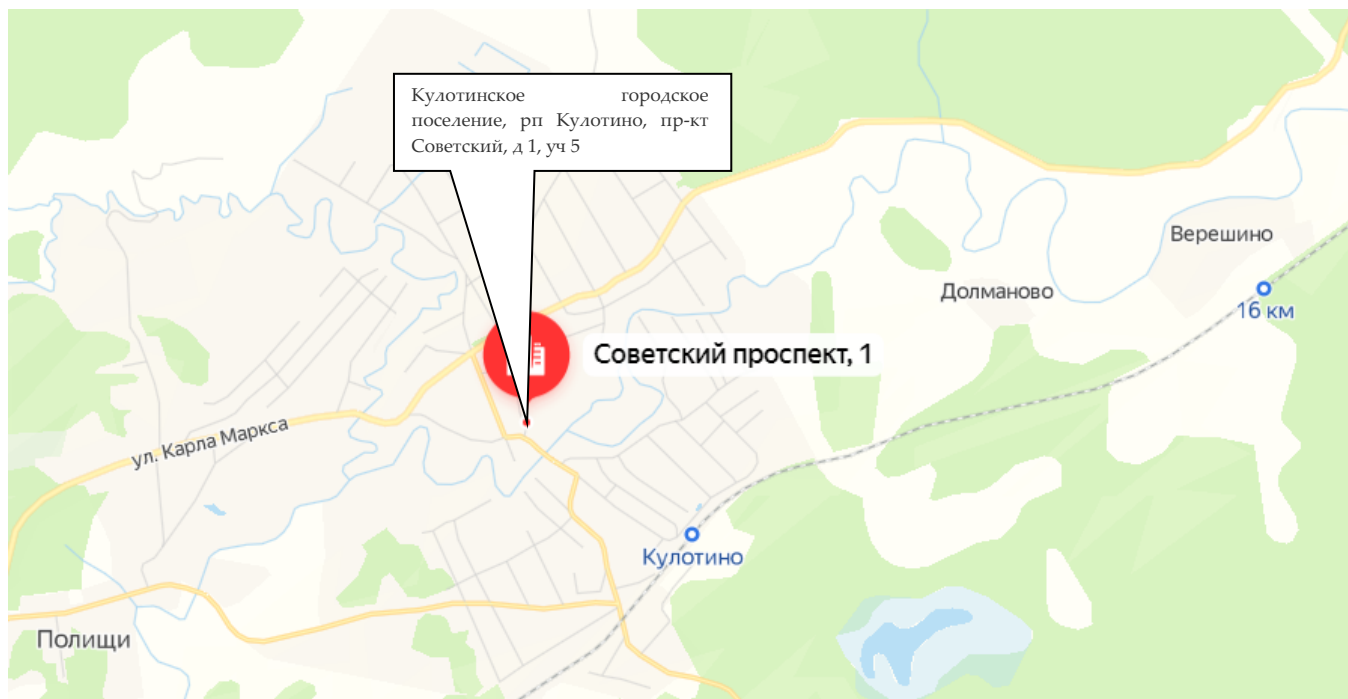 Кулотинское городское
поселение, рп Кулотино, пр-кт
Советский, д 1, уч 5
Верешино
Долманово
16 км
Советский проспект, 1
ул. Карла Маркса
Кулотино
Полищи